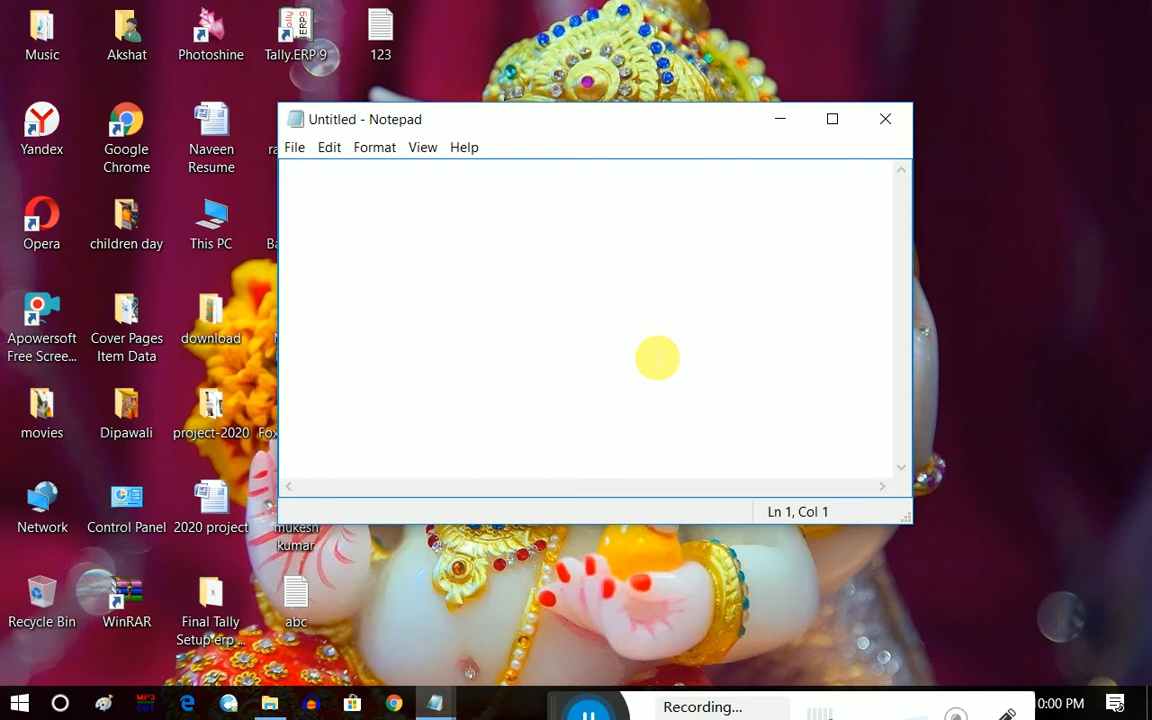 Music
Akshat
Photoshine
Tally.ERP 9
123
Yandex
Google
Chrome
Naveen
Resume
Opera
children day
This PC
Apowersoft
Free Scree...
Cover Pages
Item Data
download
movies
Dipawali
project-2020
Network
Control Panel
2020 project
mukesh
kumar
Recycle Bin
WinRAR
Final Tally
Setup erp ...
abc
Untitled - Notepad
File Edit Format View Help
Ln 1, Col 1
Recording...
0:00 PM